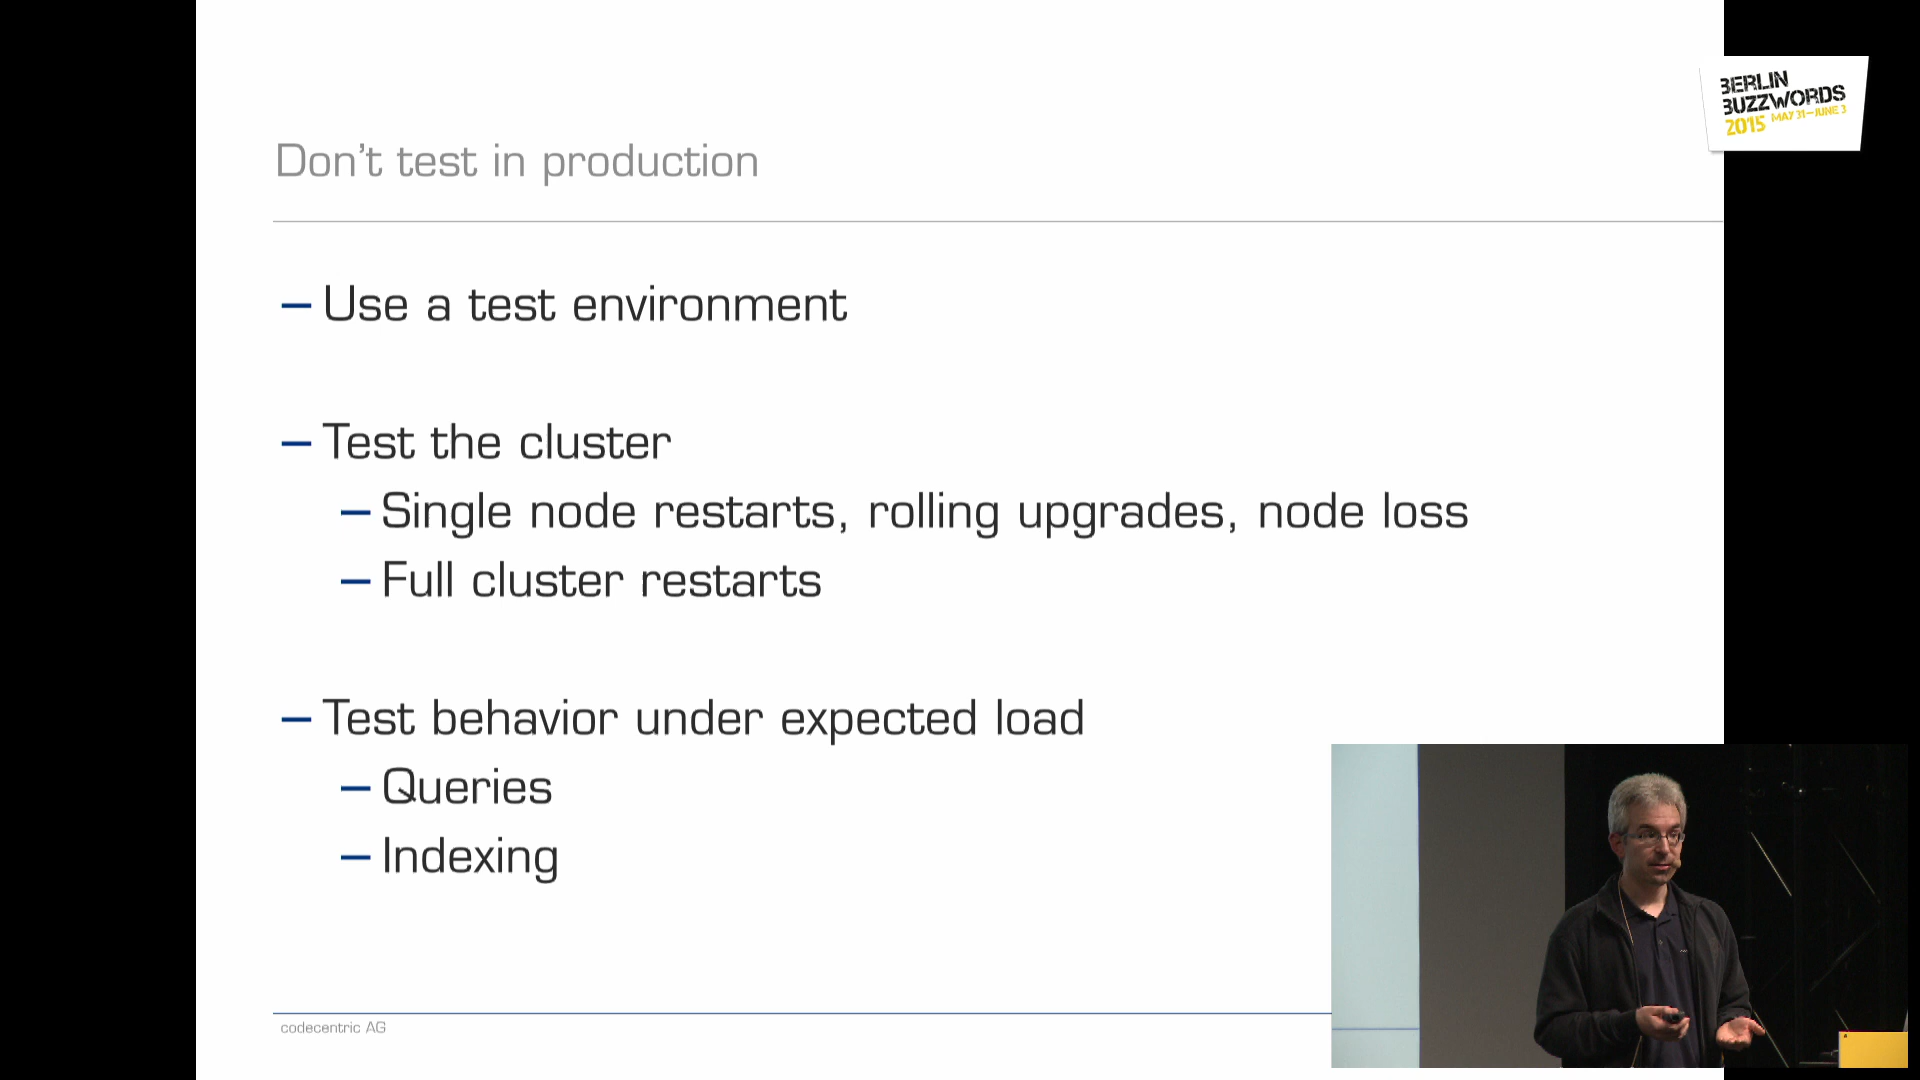 Don't test in production
– Use a test environment
– Test the cluster
– Single node restarts, rolling upgrades, node loss
– Full cluster restarts
– Test behavior under expected load
– Queries
– Indexing
codecentric AG
BERLIN
BUZZWORDS
2015 MAY 31–JUNE 3